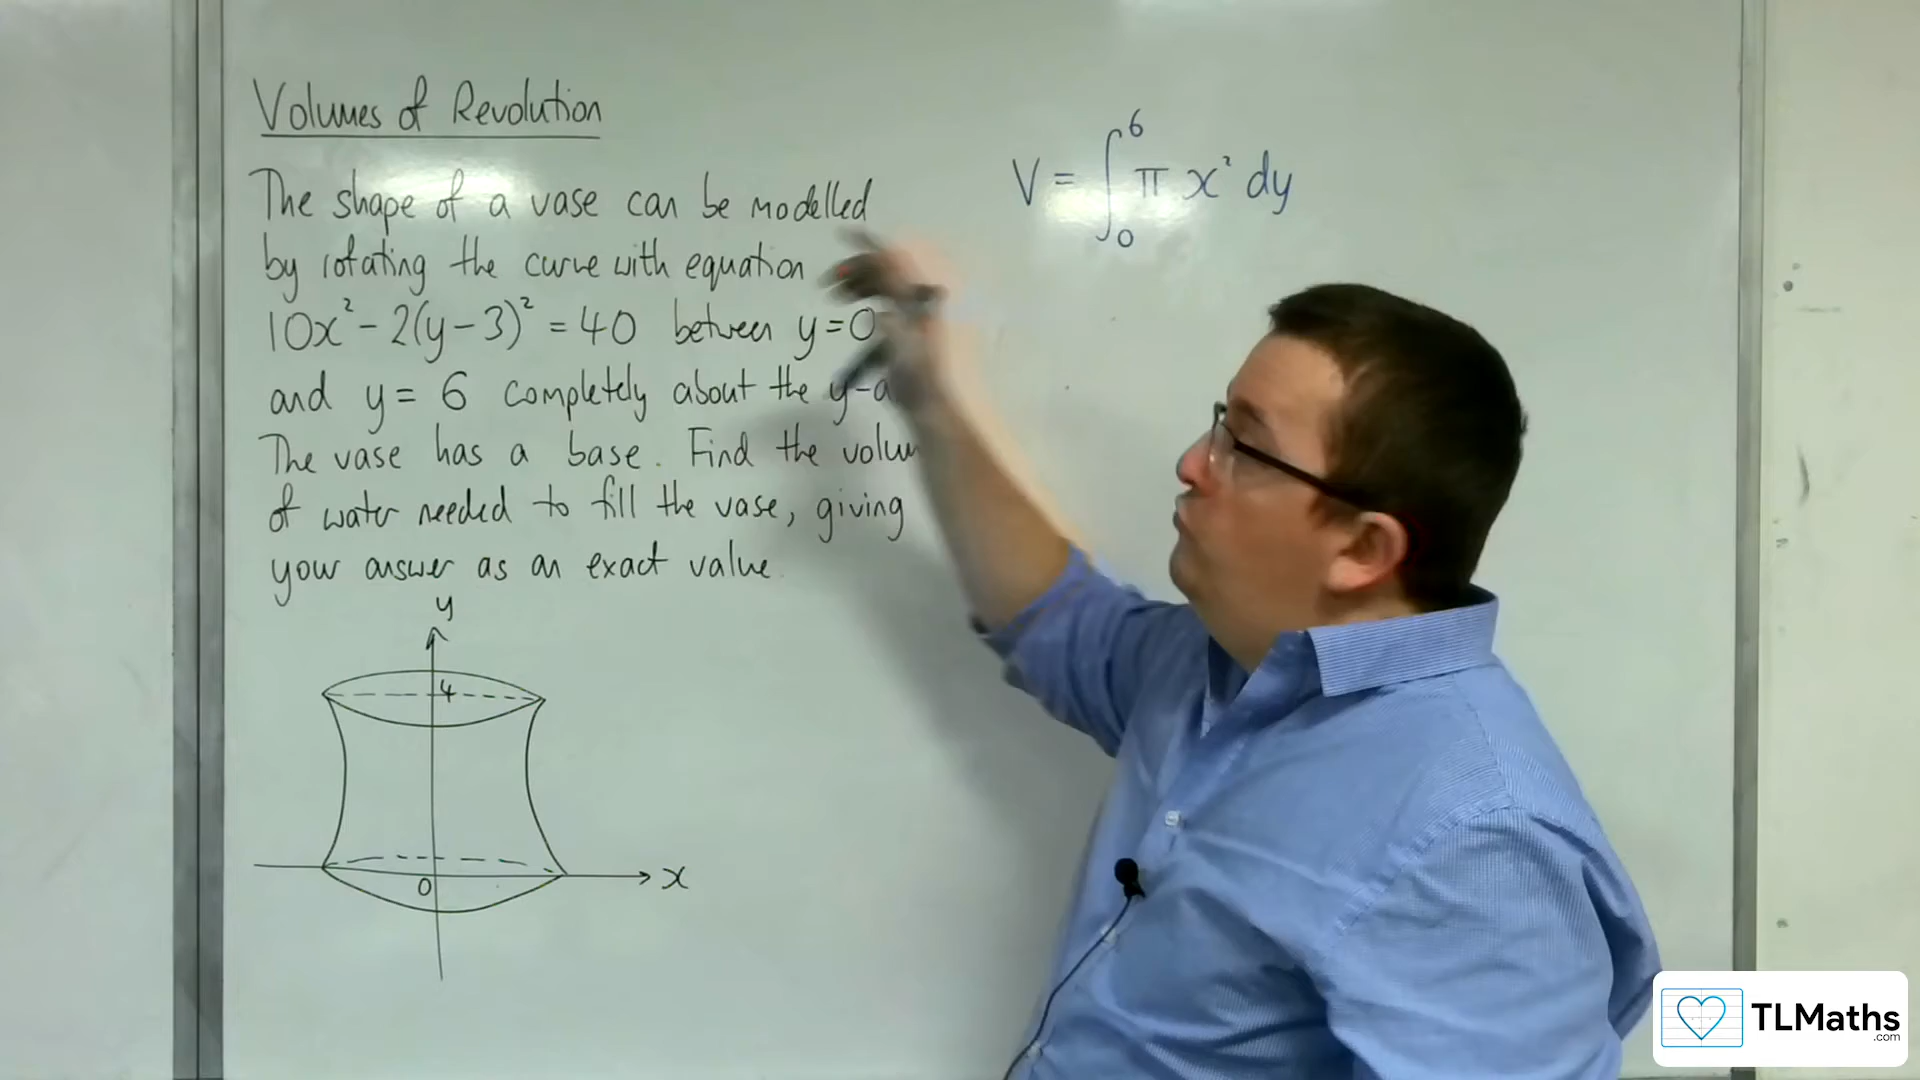 Volumes of Revolution
The shape of a vase can be modelled
by rotating the curve with equation
10x² - 2(y-3)² = 40 between y=0
and y = 6 completely about the y-a
The vase has a base. Find the volum
of water needed to fill the vase, giving
your answer as an exact value.
y
4
0
x
V = ∫₀⁶ π x² dy
TLMaths
.com